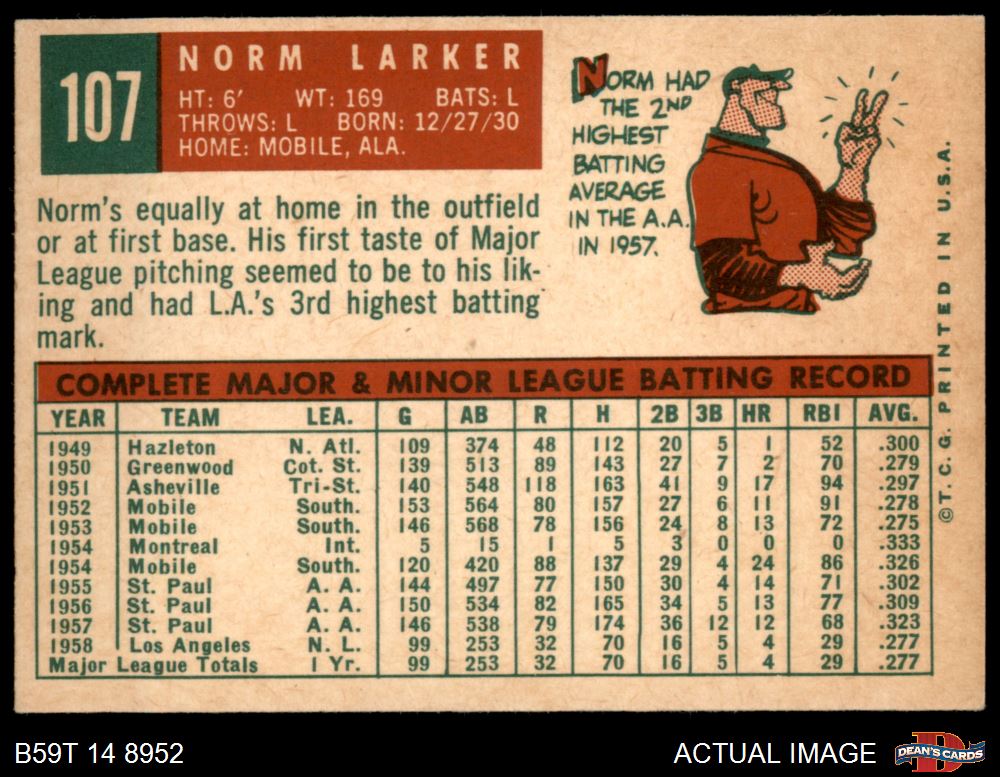 107
NORM LARKER
HT: 6' WT: 169 BATS: L
THROWS: L BORN: 12/27/30
HOME: MOBILE, ALA.
Norm's equally at home in the outfield
or at first base. His first taste of Major
League pitching seemed to be to his lik-
ing and had L.A.'s 3rd highest batting
mark.
NORM HAD
THE 2ND
HIGHEST
BATTING
AVERAGE
IN THE A.A.
IN 1957.
©T. C. G. PRINTED IN U.S.A.
COMPLETE MAJOR & MINOR LEAGUE BATTING RECORD
YEAR TEAM LEA. G AB R H 2B 3B HR RBI AVG.
1949 Hazleton N. Atl. 109 374 48 112 20 5 1 52 .300
1950 Greenwood Cot. St. 139 513 89 143 27 7 2 70 .279
1951 Asheville Tri-St. 140 548 118 163 41 9 17 94 .297
1952 Mobile South. 153 564 80 157 27 6 11 91 .278
1953 Mobile South. 146 568 78 156 24 8 13 72 .275
1954 Montreal Int. 5 15 1 5 3 0 0 0 .333
1954 Mobile South. 120 420 88 137 29 4 24 86 .326
1955 St. Paul A. A. 144 497 77 150 30 4 14 71 .302
1956 St. Paul A. A. 150 534 82 165 34 5 13 77 .309
1957 St. Paul A. A. 146 538 79 174 36 12 12 68 .323
1958 Los Angeles N. L. 99 253 32 70 16 5 4 29 .277
Major League Totals 1 Yr. 99 253 32 70 16 5 4 29 .277
B59T 14 8952
ACTUAL IMAGE
DEAN'S CARDS